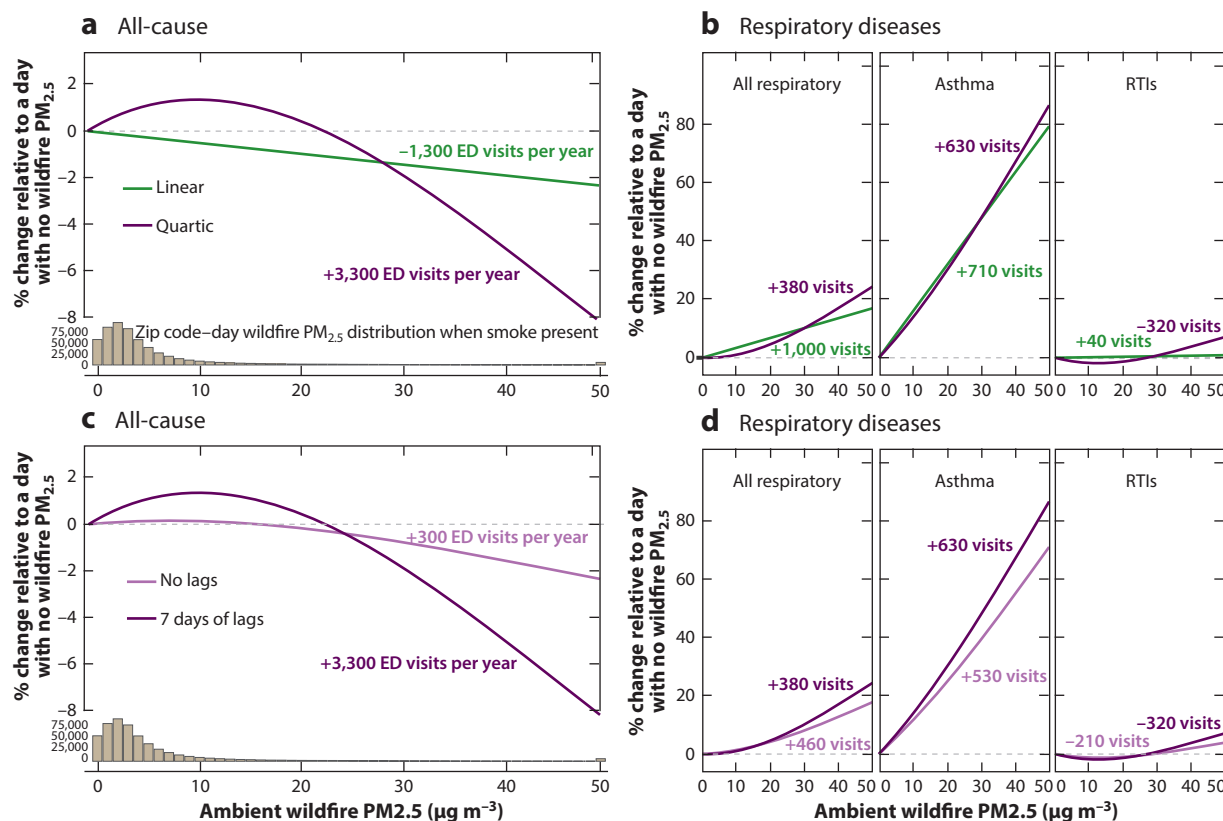 a All-cause
% change relative to a day
with no wildfire PM2.5
2
0
–2
–4
–6
–8
–1,300 ED visits per year
Linear
Quartic
+3,300 ED visits per year
75,000
50,000
25,000
0
Zip code–day wildfire PM2.5 distribution when smoke present
0 10 20 30 40 50
b Respiratory diseases
% change relative to a day
with no wildfire PM2.5
80
60
40
20
0
All respiratory
+380 visits
+1,000 visits
0 10 20 30 40 50
Asthma
+630 visits
+710 visits
0 10 20 30 40 50
RTIs
–320 visits
+40 visits
0 10 20 30 40 50
c All-cause
% change relative to a day
with no wildfire PM2.5
2
0
–2
–4
–6
–8
+300 ED visits per year
No lags
7 days of lags
+3,300 ED visits per year
75,000
50,000
25,000
0
0 10 20 30 40 50
Ambient wildfire PM2.5 (µg m–3)
d Respiratory diseases
% change relative to a day
with no wildfire PM2.5
80
60
40
20
0
All respiratory
+380 visits
+460 visits
0 10 20 30 40 50
Asthma
+630 visits
+530 visits
0 10 20 30 40 50
RTIs
–320 visits
–210 visits
0 10 20 30 40 50
Ambient wildfire PM2.5 (µg m–3)